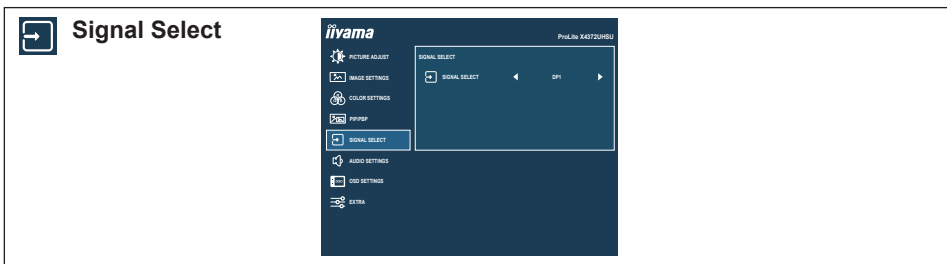 Signal Select
iiyama
ProLite X4372UHSU
PICTURE ADJUST
SIGNAL SELECT
IMAGE SETTINGS
SIGNAL SELECT
DP1
COLOR SETTINGS
PIP/PBP
SIGNAL SELECT
AUDIO SETTINGS
OSD
OSD SETTINGS
EXTRA